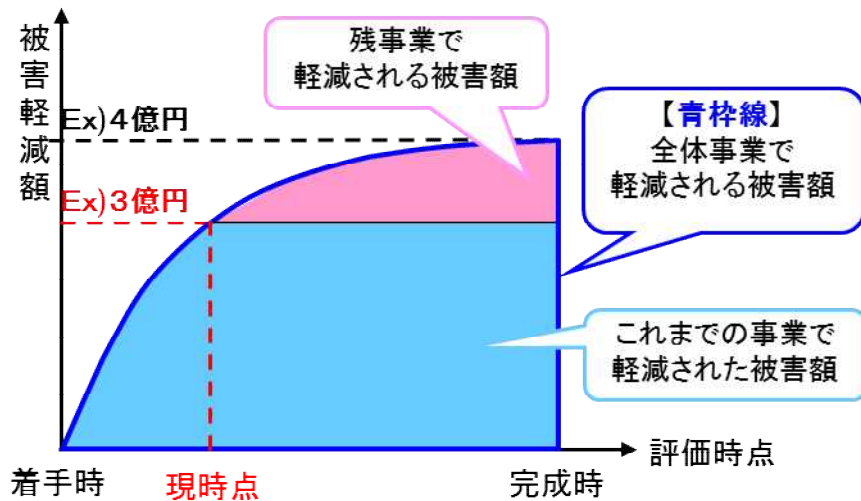 被害軽減額
残事業で
軽減される被害額
Ex)4億円
【青枠線】
全体事業で
軽減される被害額
Ex)3億円
これまでの事業で
軽減された被害額
評価時点
着手時
現時点
完成時